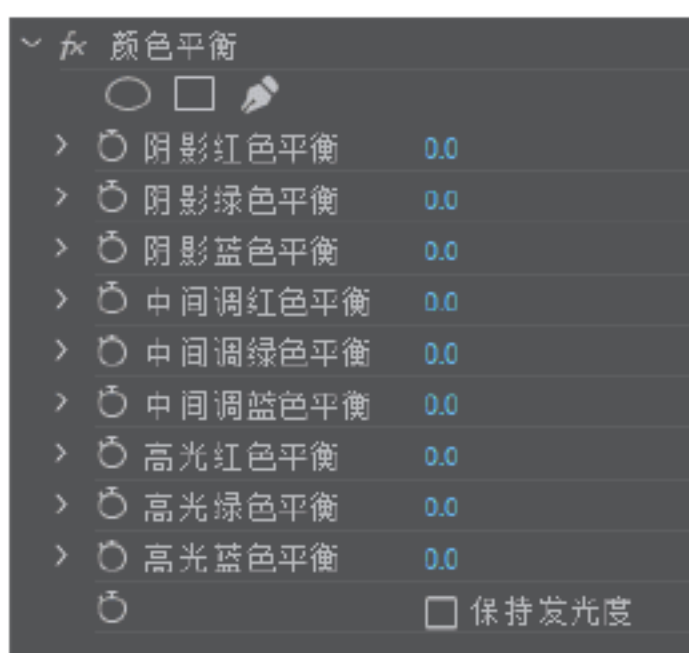 fx 颜色平衡
阴影红色平衡 0.0
阴影绿色平衡 0.0
阴影蓝色平衡 0.0
中间调红色平衡 0.0
中间调绿色平衡 0.0
中间调蓝色平衡 0.0
高光红色平衡 0.0
高光绿色平衡 0.0
高光蓝色平衡 0.0
保持发光度